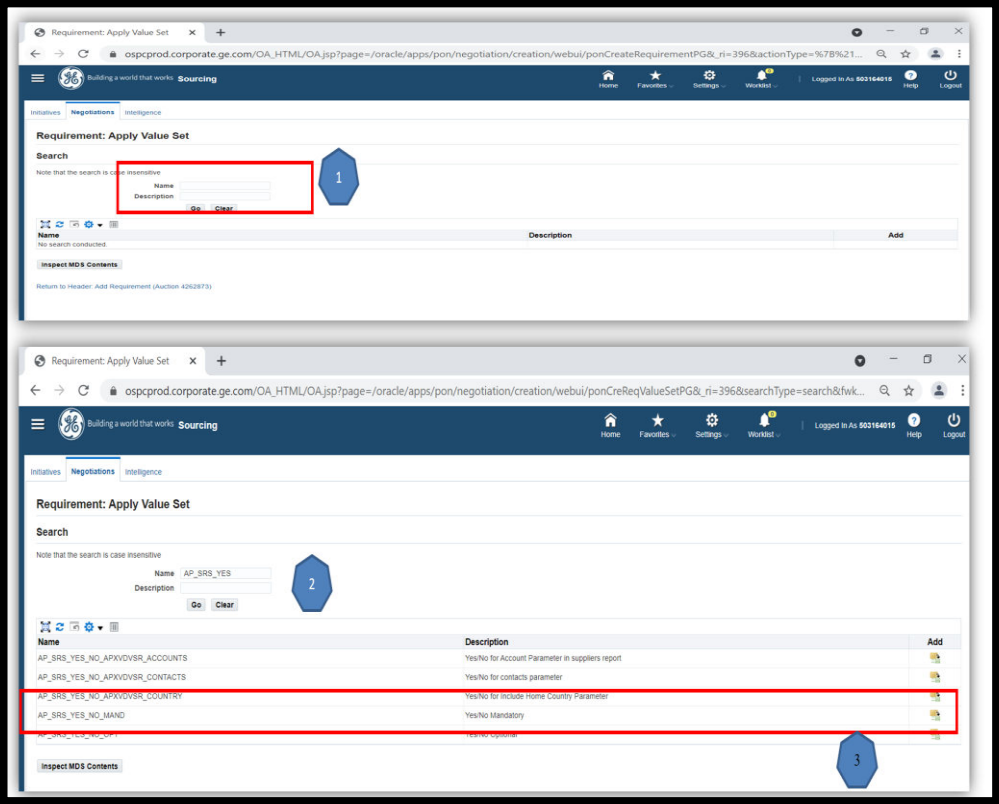 Requirement: Apply Value Set
ospcprod.corporate.ge.com/OA_HTML/OA.jsp?page=/oracle/apps/pon/negotiation/creation/webui/ponCreateRequirementPG&_ri=396&actionType=%7B%21...
Building a world that works Sourcing
Home Favorites Settings Worklist Logged In As 503164015 Help Logout
Initiatives Negotiations Intelligence
Requirement: Apply Value Set
Search
Note that the search is case insensitive
Name
1
Description
Go Clear
Name Description Add
No search conducted.
Inspect MDS Contents
Return to Header: Add Requirement (Auction 4262873)
Requirement: Apply Value Set
ospcprod.corporate.ge.com/OA_HTML/OA.jsp?page=/oracle/apps/pon/negotiation/creation/webui/ponCreReqValueSetPG&_ri=396&searchType=search&fwk...
Building a world that works Sourcing
Home Favorites Settings Worklist Logged In As 503164015 Help Logout
Initiatives Negotiations Intelligence
Requirement: Apply Value Set
Search
Note that the search is case insensitive
Name AP_SRS_YES
2
Description
Go Clear
Name Description Add
AP_SRS_YES_NO_APXVDVSR_ACCOUNTS Yes/No for Account Parameter in suppliers report
AP_SRS_YES_NO_APXVDVSR_CONTACTS Yes/No for contacts parameter
AP_SRS_YES_NO_APXVDVSR_COUNTRY Yes/No for Include Home Country Parameter
AP_SRS_YES_NO_MAND Yes/No Mandatory
AP_SRS_YES_NO_OPT Yes/No Optional
3
Inspect MDS Contents